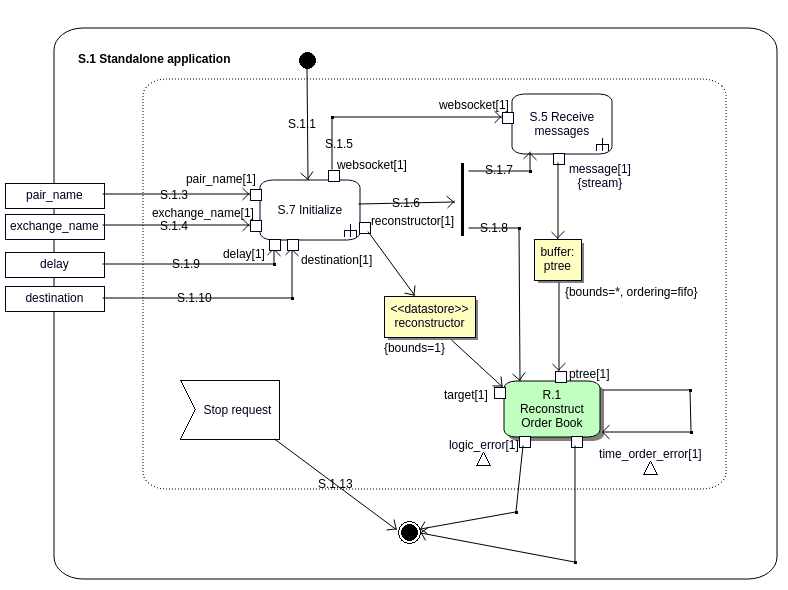 S.1 Standalone application
S.1.1
websocket[1]
S.5 Receive
messages
S.1.5
websocket[1]
S.1.7
message[1]
{stream}
pair_name
S.1.3
pair_name[1]
S.7 Initialize
S.1.6
exchange_name
exchange_name[1]
S.1.4
reconstructor[1]
S.1.8
delay
S.1.9
delay[1]
destination[1]
buffer:
ptree
destination
S.1.10
{bounds=*, ordering=fifo}
<<datastore>>
reconstructor
{bounds=1}
ptree[1]
target[1]
R.1
Reconstruct
Order Book
Stop request
logic_error[1]
time_order_error[1]
S.1.13